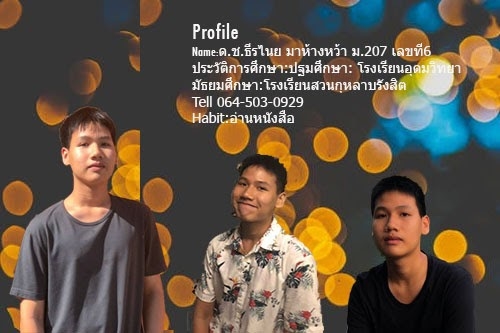 Profile
Name:ด.ช.ธีรไนย มาห้างหว้า ม.207 เลขที่6
ประวัติการศึกษา:ปฐมศึกษา: โรงเรียนอุดมวิทยา
มัธยมศึกษา:โรงเรียนสวนกุหลาบรังสิต
Tell 064-503-0929
Habit:อ่านหนังสือ